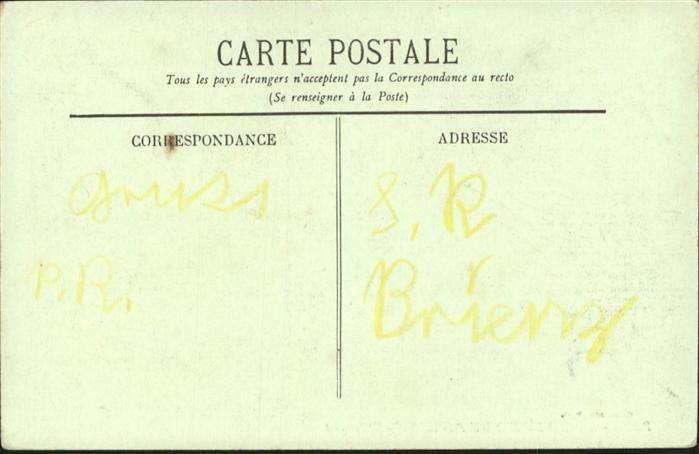 CARTE POSTALE
Tous les pays étrangers n'acceptent pas la Correspondance au recto
(Se renseigner à la Poste)
CORRESPONDANCE
Gruss
P.R.
ADRESSE
S, R
Brienz